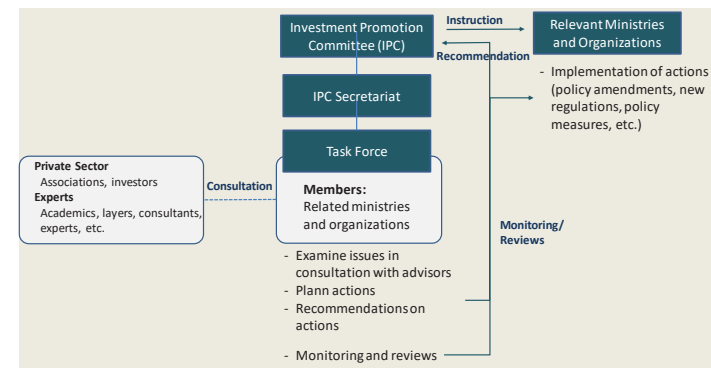 Investment Promotion
Committee (IPC)
Instruction
Relevant Ministries
and Organizations
Recommendation
- Implementation of actions
(policy amendments, new
regulations, policy
measures, etc.)
IPC Secretariat
Task Force
Private Sector
Associations, investors
Experts
Academics, layers, consultants,
experts, etc.
Consultation
Members:
Related ministries
and organizations
Monitoring/
Reviews
- Examine issues in
consultation with advisors
- Plann actions
- Recommendations on
actions
- Monitoring and reviews